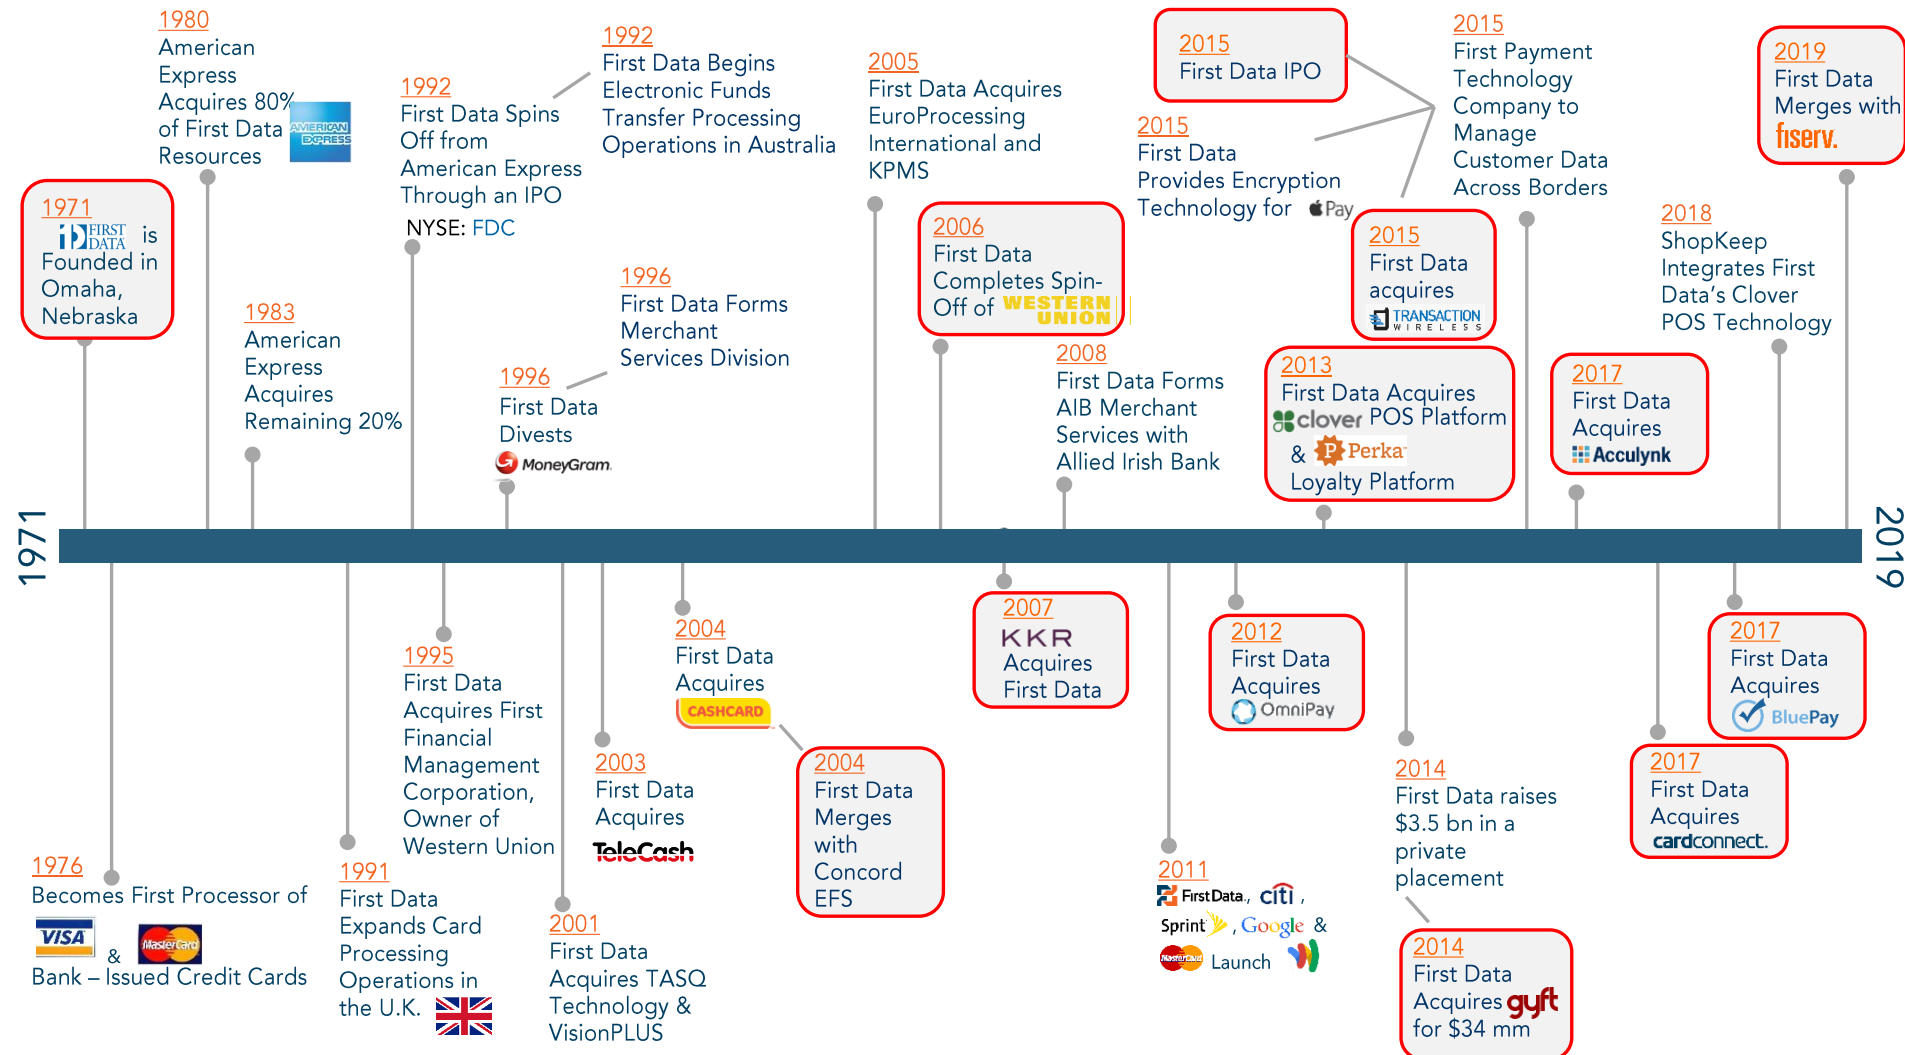 1980
American
Express
Acquires 80%
of First Data
Resources
AMERICAN
EXPRESS
1971
FIRST
DATA
is
Founded in
Omaha,
Nebraska
1983
American
Express
Acquires
Remaining 20%
1992
First Data Spins
Off from
American Express
Through an IPO
NYSE: FDC
1992
First Data Begins
Electronic Funds
Transfer Processing
Operations in Australia
1996
First Data
Divests
MoneyGram.
1996
First Data Forms
Merchant
Services Division
2005
First Data Acquires
EuroProcessing
International and
KPMS
2006
First Data
Completes Spin-
Off of WESTERN
UNION
2008
First Data Forms
AIB Merchant
Services with
Allied Irish Bank
2015
First Data IPO
2015
First Data
Provides Encryption
Technology for Pay
2015
First Data
acquires
TRANSACTION
WIRELESS
2013
First Data Acquires
clover POS Platform
& Perka
Loyalty Platform
2015
First Payment
Technology
Company to
Manage
Customer Data
Across Borders
2017
First Data
Acquires
Acculynk
2018
ShopKeep
Integrates First
Data's Clover
POS Technology
2019
First Data
Merges with
fiserv.
1971
2019
1976
Becomes First Processor of
VISA & MasterCard
Bank – Issued Credit Cards
1991
First Data
Expands Card
Processing
Operations in
the U.K.
1995
First Data
Acquires First
Financial
Management
Corporation,
Owner of
Western Union
2001
First Data
Acquires TASQ
Technology &
VisionPLUS
2003
First Data
Acquires
TeleCash
2004
First Data
Acquires
CASHCARD
2004
First Data
Merges
with
Concord
EFS
2007
KKR
Acquires
First Data
2011
First Data., citi ,
Sprint , Google &
MasterCard Launch
2012
First Data
Acquires
OmniPay
2014
First Data raises
$3.5 bn in a
private
placement
2014
First Data
Acquires gyft
for $34 mm
2017
First Data
Acquires
cardconnect.
2017
First Data
Acquires
BluePay